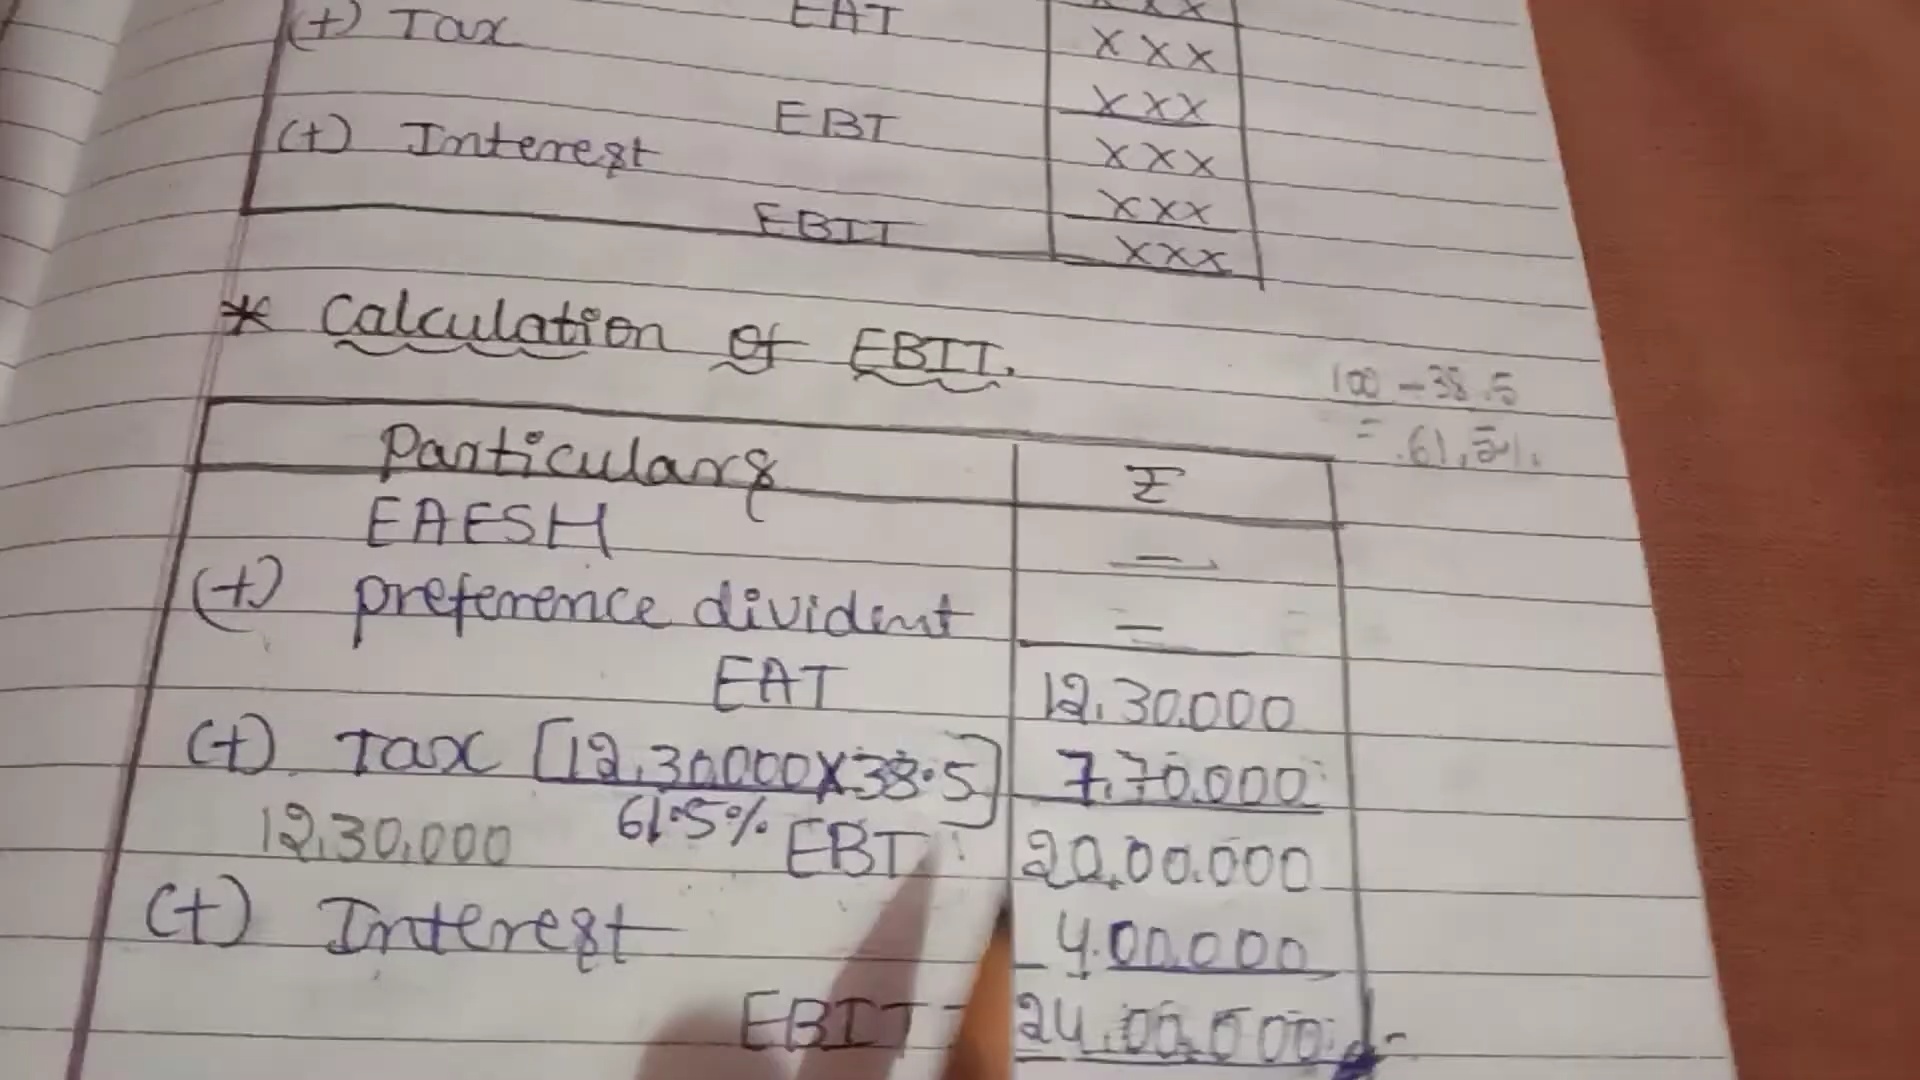 EAT XXX
(+) Tax XXX
EBT XXX
(+) Interest XXX
EBIT XXX
XXX
* Calculation of EBIT.
100 - 38.5
= 61.5%.
Particulars ₹
EAESH —
(+) preference divident —
EAT 12,30,000
(+) Tax [12,30,000X38.5] 7,70,000
12,30,000 61.5% EBT 20,00,000
(+) Interest 4,00,000
EBIT 24,00,000